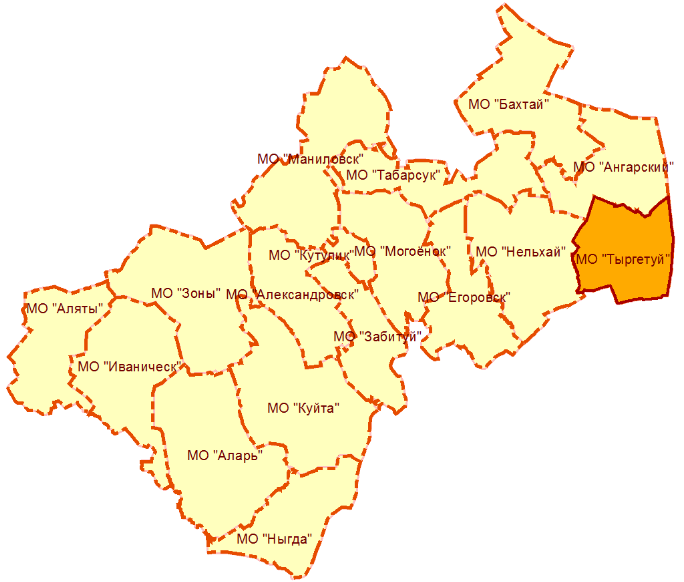 МО "Бахтай"
МО "Маниловск"
МО "Табарсук"
МО "Ангарский"
МО "Кутулик"
МО "Могоёнок"
МО "Нельхай"
МО "Тыргетуй"
МО "Зоны"
МО "Александровск"
МО "Егоровск"
МО "Аляты"
МО "Забитуй"
МО "Иваническ"
МО "Куйта"
МО "Аларь"
МО "Ныгда"